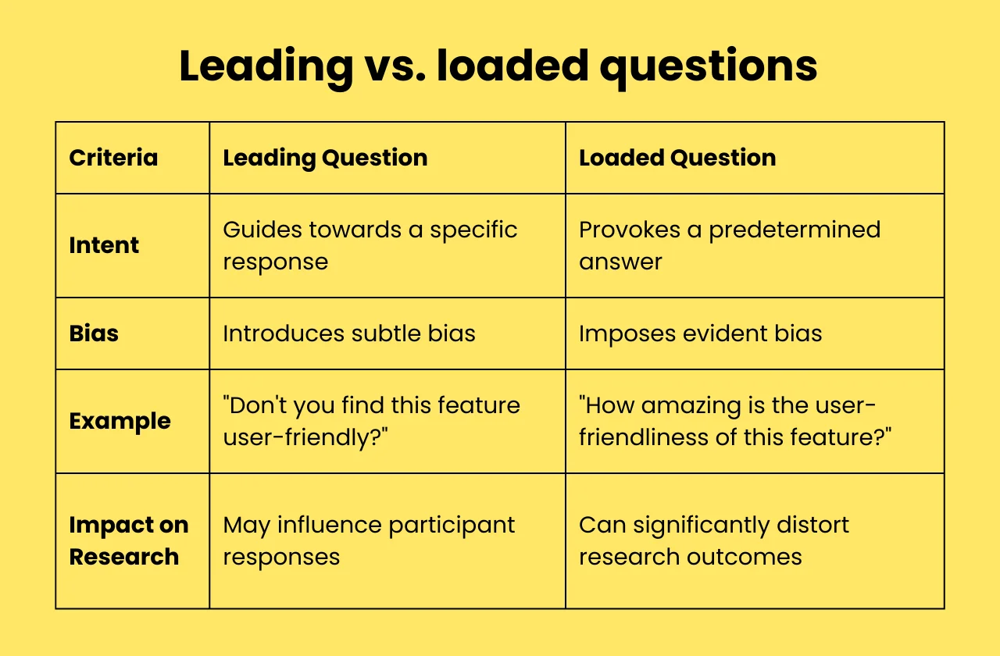 Leading vs. loaded questions
Criteria
Leading Question
Loaded Question
Intent
Guides towards a specific
response
Provokes a predetermined
answer
Bias
Introduces subtle bias
Imposes evident bias
Example
"Don't you find this feature
user-friendly?"
"How amazing is the user-
friendliness of this feature?"
Impact on
Research
May influence participant
responses
Can significantly distort
research outcomes